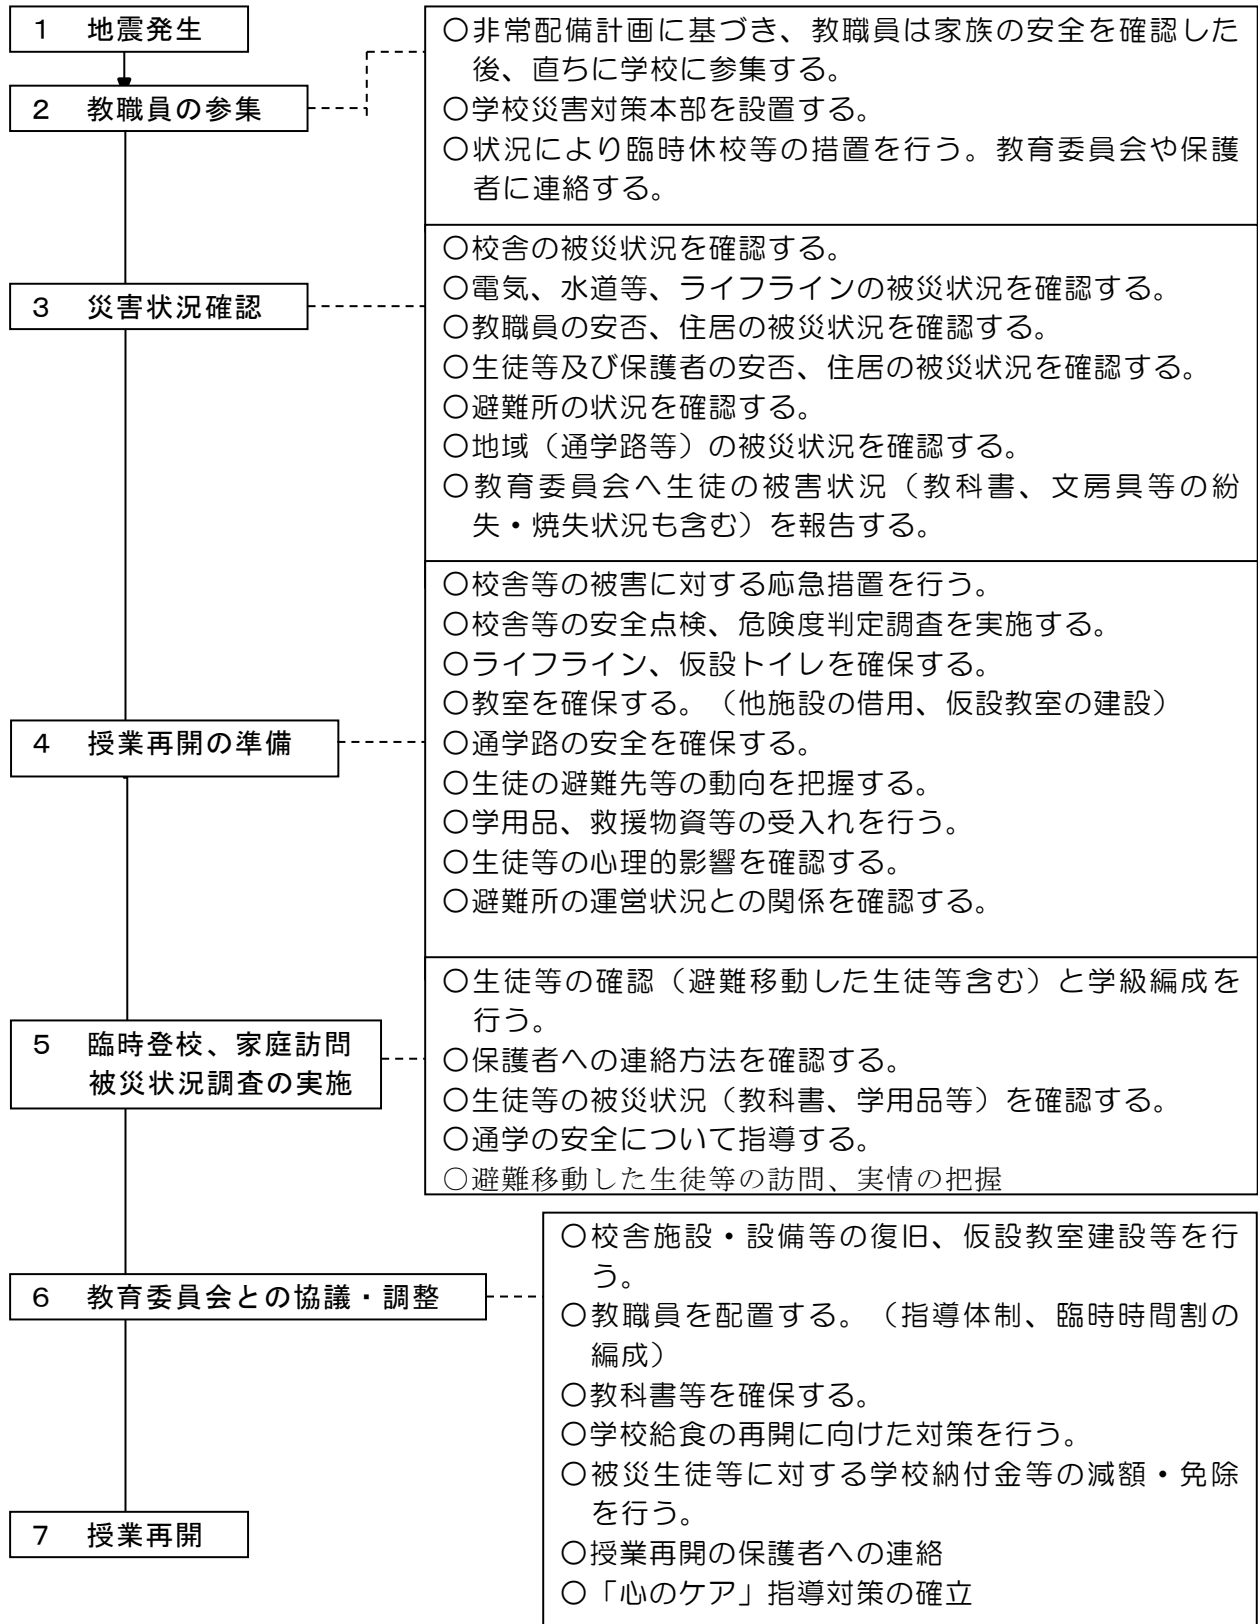 １　地震発生
２　教職員の参集
〇非常配備計画に基づき、教職員は家族の安全を確認した
後、直ちに学校に参集する。
〇学校災害対策本部を設置する。
〇状況により臨時休校等の措置を行う。教育委員会や保護
者に連絡する。
３　災害状況確認
〇校舎の被災状況を確認する。
〇電気、水道等、ライフラインの被災状況を確認する。
〇教職員の安否、住居の被災状況を確認する。
〇生徒等及び保護者の安否、住居の被災状況を確認する。
〇避難所の状況を確認する。
〇地域（通学路等）の被災状況を確認する。
〇教育委員会へ生徒の被害状況（教科書、文房具等の紛
失・焼失状況も含む）を報告する。
４　授業再開の準備
〇校舎等の被害に対する応急措置を行う。
〇校舎等の安全点検、危険度判定調査を実施する。
〇ライフライン、仮設トイレを確保する。
〇教室を確保する。（他施設の借用、仮設教室の建設）
〇通学路の安全を確保する。
〇生徒の避難先等の動向を把握する。
〇学用品、救援物資等の受入れを行う。
〇生徒等の心理的影響を確認する。
〇避難所の運営状況との関係を確認する。
５　臨時登校、家庭訪問
被災状況調査の実施
〇生徒等の確認（避難移動した生徒等含む）と学級編成を
行う。
〇保護者への連絡方法を確認する。
〇生徒等の被災状況（教科書、学用品等）を確認する。
〇通学の安全について指導する。
○避難移動した生徒等の訪問、実情の把握
６　教育委員会との協議・調整
〇校舎施設・設備等の復旧、仮設教室建設等を行
う。
〇教職員を配置する。（指導体制、臨時時間割の
編成）
〇教科書等を確保する。
〇学校給食の再開に向けた対策を行う。
〇被災生徒等に対する学校納付金等の減額・免除
を行う。
〇授業再開の保護者への連絡
〇「心のケア」指導対策の確立
７　授業再開